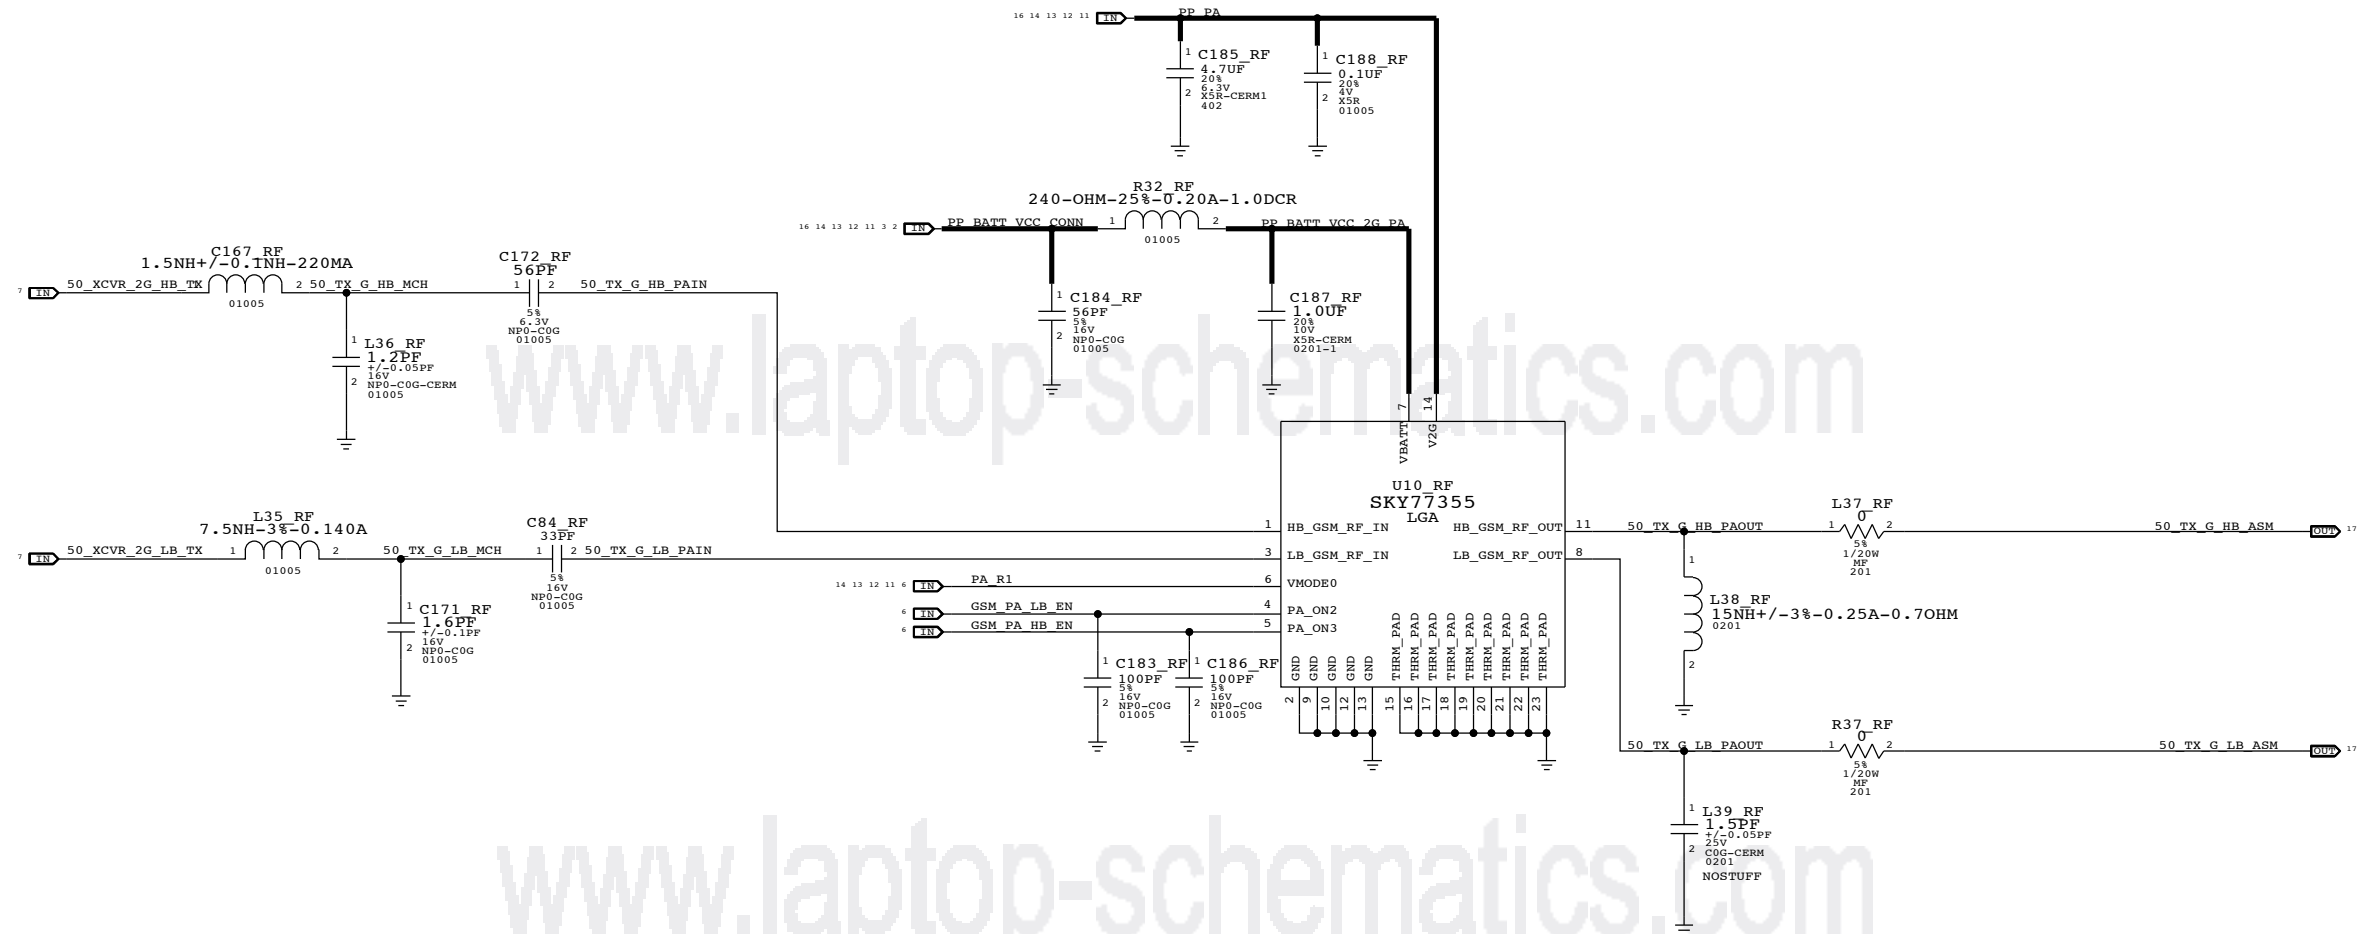 16 14 13 12 11 IN PP_PA
1 C185_RF
4.7UF
20%
6.3V
2 X5R-CERM1
402
1 C188_RF
0.1UF
20%
4V
2 X5R
01005
R32_RF
240-OHM-25%-0.20A-1.0DCR
16 14 13 12 11 3 2 IN PP_BATT_VCC_CONN 1 2 PP_BATT_VCC_2G_PA
01005
C167_RF
1.5NH+/-0.1NH-220MA
7 IN 50_XCVR_2G_HB_TX 2 50_TX_G_HB_MCH
01005
C172_RF
56PF
1 2 50_TX_G_HB_PAIN
5%
6.3V
NP0-C0G
01005
1 C184_RF
56PF
5%
16V
2 NP0-C0G
01005
1 C187_RF
1.0UF
20%
10V
2 X5R-CERM
0201-1
1 L36_RF
1.2PF
+/-0.05PF
16V
2 NP0-C0G-CERM
01005
www.laptop-schematics.com
7 14
VBATT V2G
U10_RF
SKY77355
LGA
L35_RF
7.5NH-3%-0.140A
7 IN 50_XCVR_2G_LB_TX 1 2 50_TX_G_LB_MCH
01005
C84_RF
33PF
1 2 50_TX_G_LB_PAIN
5%
16V
NP0-C0G
01005
1 C171_RF
1.6PF
+/-0.1PF
16V
2 NP0-C0G
01005
1 HB_GSM_RF_IN HB_GSM_RF_OUT 11
3 LB_GSM_RF_IN LB_GSM_RF_OUT 8
14 13 12 11 6 IN PA_R1 6 VMODE0
6 IN GSM_PA_LB_EN 4 PA_ON2
6 IN GSM_PA_HB_EN 5 PA_ON3
1 C183_RF
100PF
5%
16V
2 NP0-C0G
01005
1 C186_RF
100PF
5%
16V
2 NP0-C0G
01005
GND GND GND GND GND THRM_PAD THRM_PAD THRM_PAD THRM_PAD THRM_PAD THRM_PAD THRM_PAD THRM_PAD THRM_PAD
2 9 10 12 13 15 16 17 18 19 20 21 22 23
L37_RF
0
50_TX_G_HB_PAOUT 1 2 50_TX_G_HB_ASM OUT 17
5%
1/20W
MF
201
1
L38_RF
15NH+/-3%-0.25A-0.7OHM
0201
2
R37_RF
0
50_TX_G_LB_PAOUT 1 2 50_TX_G_LB_ASM OUT 17
5%
1/20W
MF
201
1 L39_RF
1.5PF
+/-0.05PF
25V
2 C0G-CERM
0201
NOSTUFF
www.laptop-schematics.com